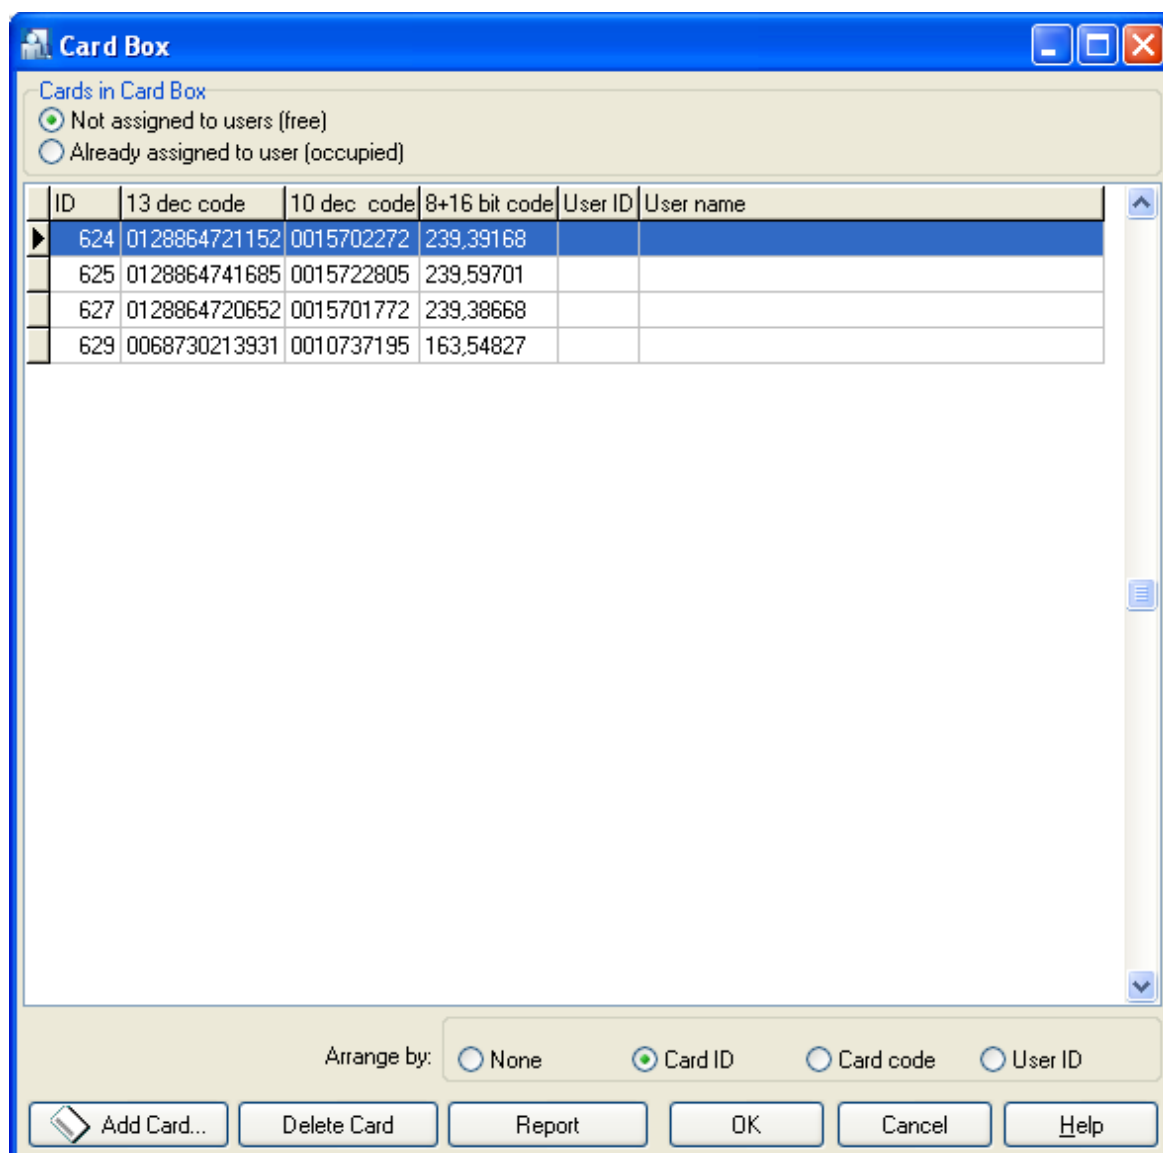 Card Box
Cards in Card Box
Not assigned to users (free)
Already assigned to user (occupied)
ID 13 dec code 10 dec  code 8+16 bit code User ID User name
624 0128864721152 0015702272 239,39168
625 0128864741685 0015722805 239,59701
627 0128864720652 0015701772 239,38668
629 0068730213931 0010737195 163,54827
Arrange by: None Card ID Card code User ID
Add Card... Delete Card Report OK Cancel Help